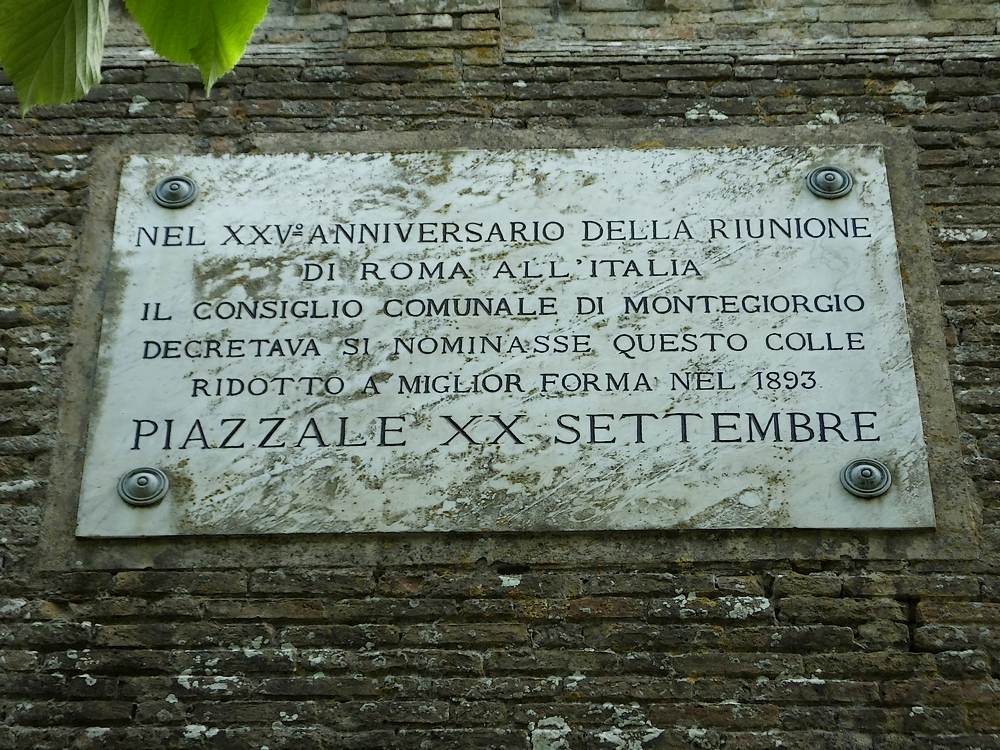 NEL XXVº ANNIVERSARIO DELLA RIUNIONE
DI ROMA ALL'ITALIA
IL CONSIGLIO COMUNALE DI MONTEGIORGIO
DECRETAVA SI NOMINASSE QUESTO COLLE
RIDOTTO A MIGLIOR FORMA NEL 1893
PIAZZALE XX SETTEMBRE